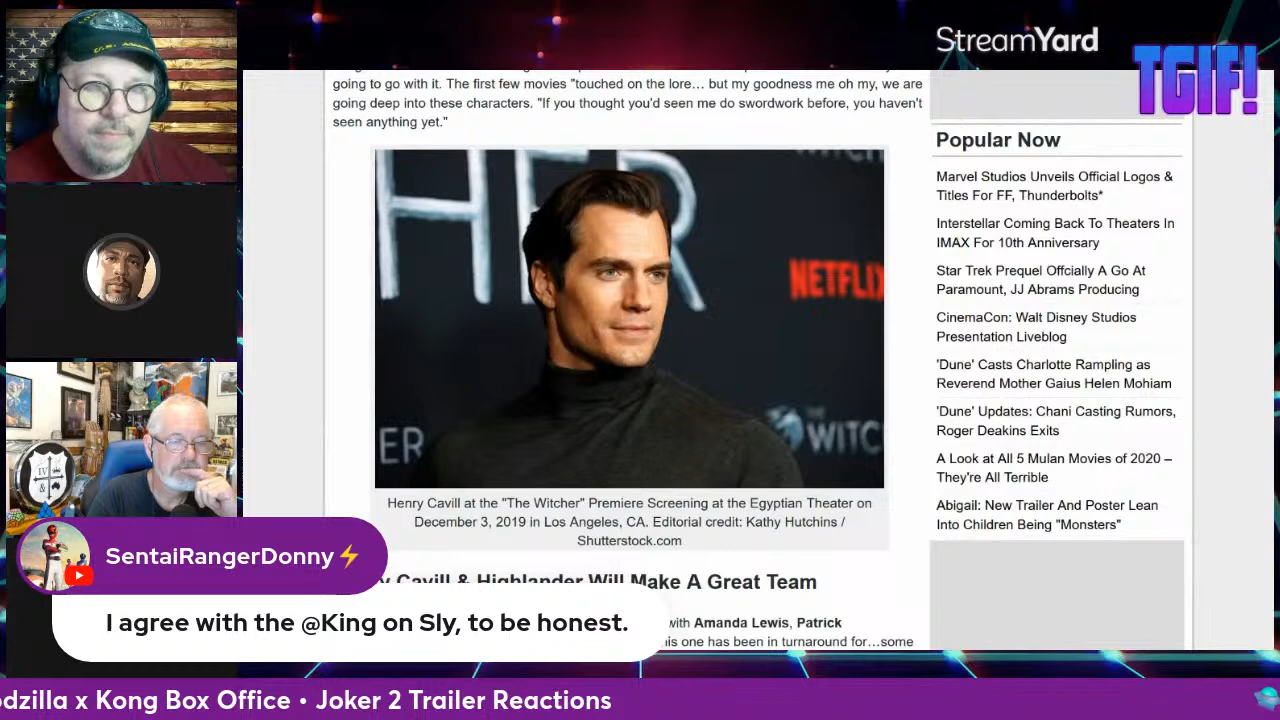 StreamYard
TGIF!
going to go with it. The first few movies "touched on the lore… but my goodness me oh my, we are
going deep into these characters. "If you thought you'd seen me do swordwork before, you haven't
seen anything yet."
HER
NETFLIX
ER
THE
WITCH
Henry Cavill at the "The Witcher" Premiere Screening at the Egyptian Theater on
December 3, 2019 in Los Angeles, CA. Editorial credit: Kathy Hutchins /
Shutterstock.com
Cavill & Highlander Will Make A Great Team
with Amanda Lewis, Patrick
this one has been in turnaround for…some
Popular Now
Marvel Studios Unveils Official Logos &
Titles For FF, Thunderbolts*
Interstellar Coming Back To Theaters In
IMAX For 10th Anniversary
Star Trek Prequel Offcially A Go At
Paramount, JJ Abrams Producing
CinemaCon: Walt Disney Studios
Presentation Liveblog
'Dune' Casts Charlotte Rampling as
Reverend Mother Gaius Helen Mohiam
'Dune' Updates: Chani Casting Rumors,
Roger Deakins Exits
A Look at All 5 Mulan Movies of 2020 –
They're All Terrible
Abigail: New Trailer And Poster Lean
Into Children Being "Monsters"
IV
&
SentaiRangerDonny⚡
I agree with the @King on Sly, to be honest.
odzilla x Kong Box Office • Joker 2 Trailer Reactions